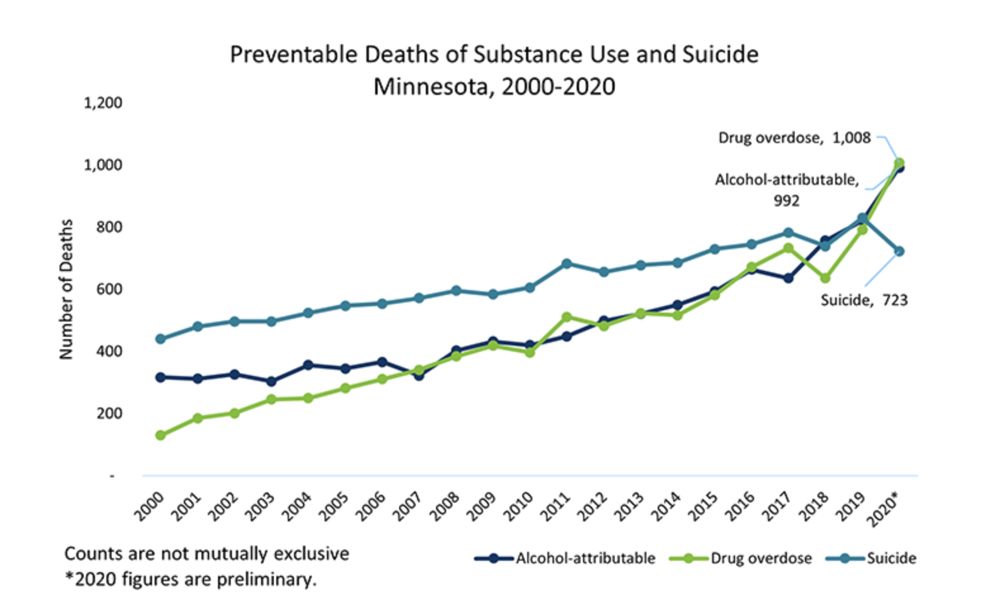 Preventable Deaths of Substance Use and Suicide
Minnesota, 2000-2020
1,200
1,000
800
600
400
200
-
Number of Deaths
Drug overdose, 1,008
Alcohol-attributable,
992
Suicide, 723
2000
2001
2002
2003
2004
2005
2006
2007
2008
2009
2010
2011
2012
2013
2014
2015
2016
2017
2018
2019
2020*
Counts are not mutually exclusive
*2020 figures are preliminary.
Alcohol-attributable
Drug overdose
Suicide